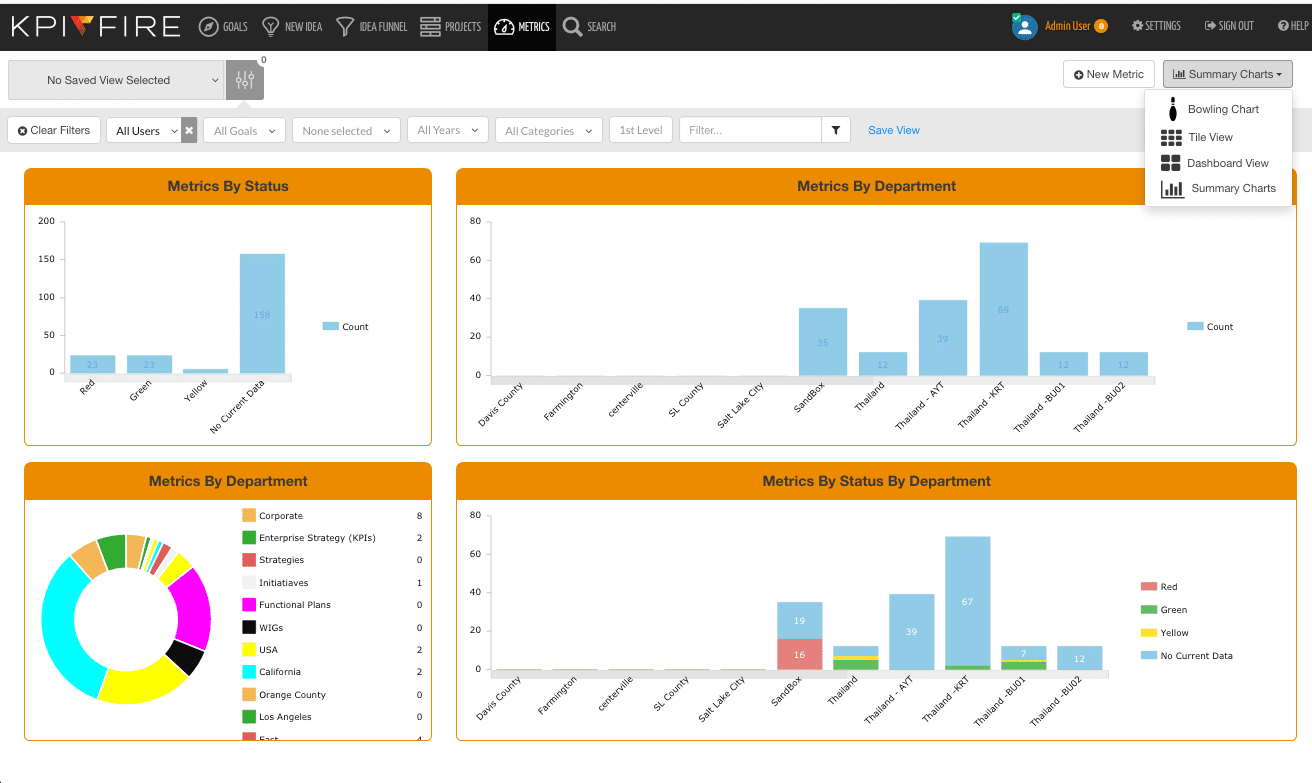 KPI FIRE GOALS NEW IDEA IDEA FUNNEL PROJECTS METRICS SEARCH Admin User 0 SETTINGS SIGN OUT HELP
No Saved View Selected 0 New Metric Summary Charts
Bowling Chart
Tile View
Dashboard View
Summary Charts
Clear Filters All Users All Goals None selected All Years All Categories 1st Level Filter... Save View
Metrics By Status
200
150
100
50
0
23
23
158
Red
Green
Yellow
No Current Data
Count
Metrics By Department
80
60
40
20
0
35
12
39
69
12
12
Davis County
Farmington
centerville
SL County
Salt Lake City
SandBox
Thailand
Thailand - AYT
Thailand -KRT
Thailand -BU01
Thailand -BU02
Count
Metrics By Department
Corporate 8
Enterprise Strategy (KPIs) 2
Strategies 0
Initiatiaves 1
Functional Plans 0
WIGs 0
USA 2
California 2
Orange County 0
Los Angeles 0
East 4
Metrics By Status By Department
80
60
40
20
0
19
16
39
67
7
12
Davis County
Farmington
centerville
SL County
Salt Lake City
SandBox
Thailand
Thailand - AYT
Thailand -KRT
Thailand -BU01
Thailand -BU02
Red
Green
Yellow
No Current Data